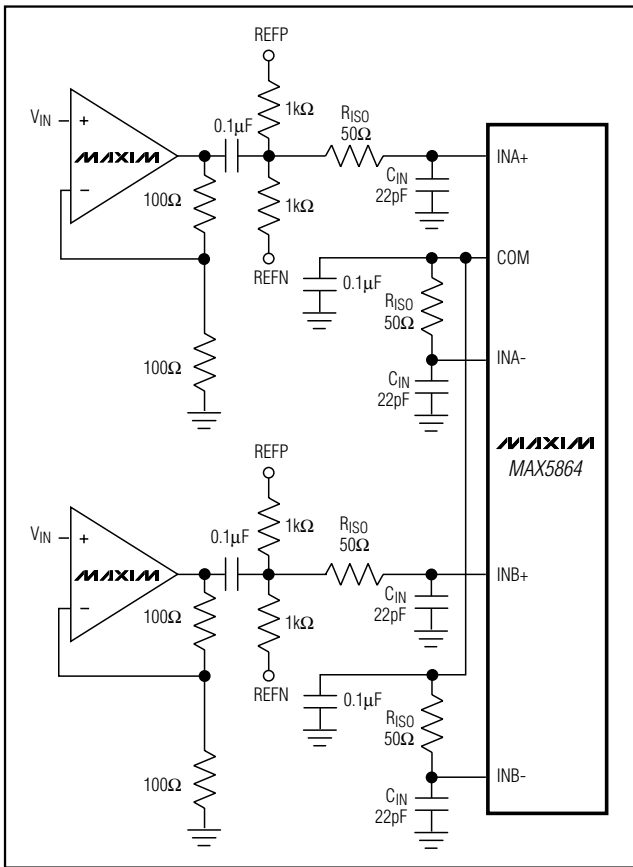 REFP
1kΩ
RISO
50Ω
0.1µF
VIN
+
MAXIM
INA+
CIN
22pF
−
100Ω
1kΩ
REFN
COM
0.1µF
RISO
50Ω
INA-
100Ω
CIN
22pF
MAXIM
MAX5864
REFP
1kΩ
RISO
50Ω
0.1µF
VIN
+
MAXIM
INB+
CIN
22pF
−
100Ω
1kΩ
REFN
0.1µF
RISO
50Ω
INB-
100Ω
CIN
22pF